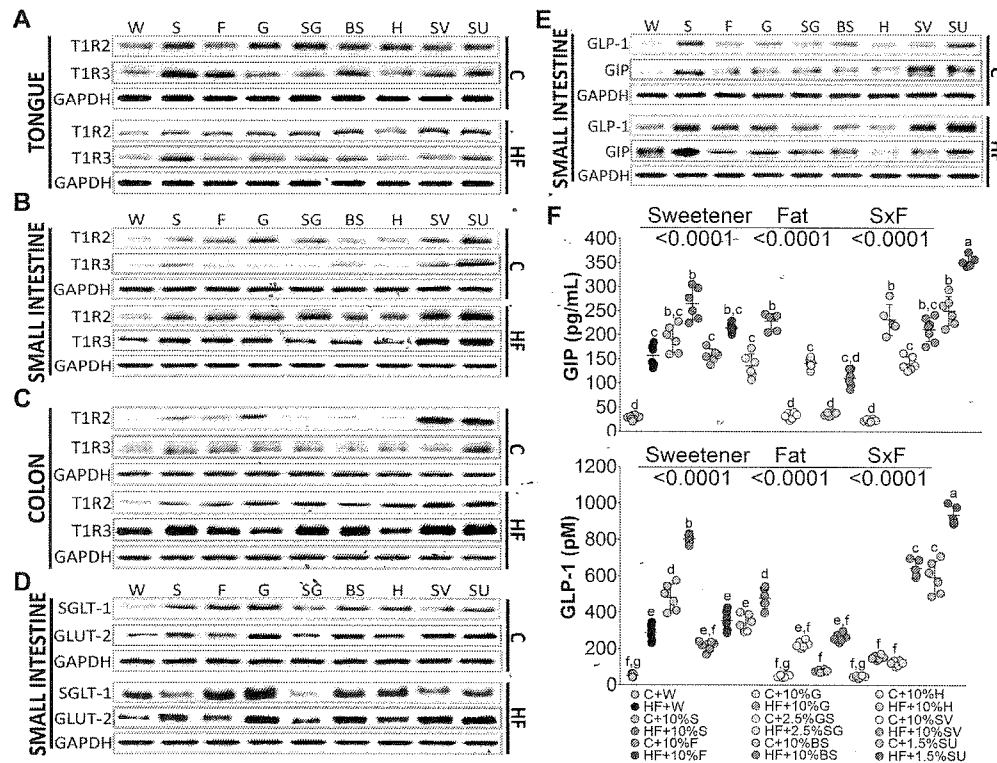 A
W S F G SG BS H SV SU
TONGUE
T1R2
T1R3
GAPDH
C
T1R2
T1R3
GAPDH
HF
B
W S F G SG BS H SV SU
SMALL INTESTINE
T1R2
T1R3
GAPDH
C
T1R2
T1R3
GAPDH
HF
C
W S F G SG BS H SV SU
COLON
T1R2
T1R3
GAPDH
C
T1R2
T1R3
GAPDH
HF
D
W S F G SG BS H SV SU
SMALL INTESTINE
SGLT-1
GLUT-2
GAPDH
C
SGLT-1
GLUT-2
GAPDH
HF
E
W S F G SG BS H SV SU
SMALL INTESTINE
GLP-1
GIP
GAPDH
C
GLP-1
GIP
GAPDH
HF
F
Sweetener Fat SxF
<0.0001 <0.0001 <0.0001
GIP (pg/mL)
400
350
300
250
200
150
100
50
0
d c b,c b c b,c c b d c d c,d d b c b,c b a
Sweetener Fat SxF
<0.0001 <0.0001 <0.0001
GLP-1 (pM)
1200
1000
800
600
400
200
0
f,g e c b e,f e e d f,g e,f f e,f f,g f f c c a
C+W C+10%G C+10%H
HF+W HF+10%G HF+10%H
C+10%S C+2.5%GS C+10%SV
HF+10%S HF+2.5%SG HF+10%SV
C+10%F C+10%BS C+1.5%SU
HF+10%F HF+10%BS HF+1.5%SU